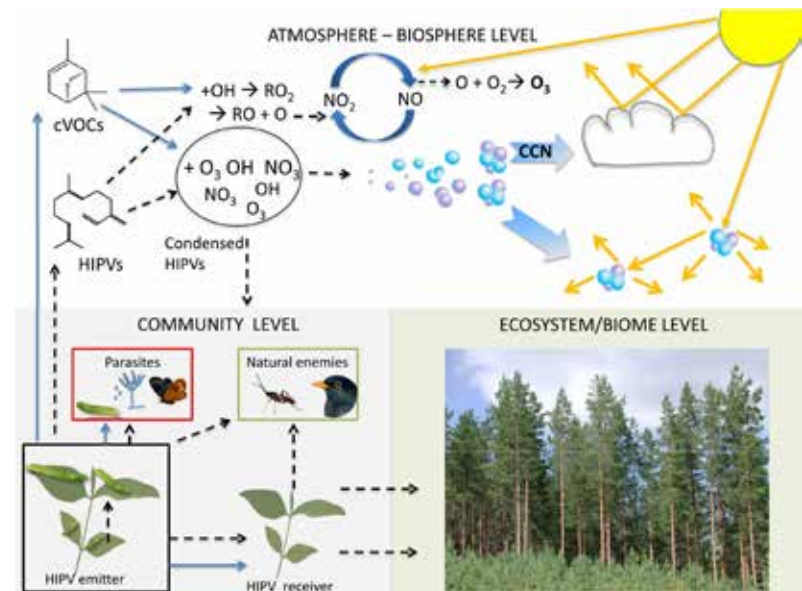 ATMOSPHERE – BIOSPHERE LEVEL
cVOCs
+OH → RO₂
→ RO + O
NO₂
NO
O + O₂ → O₃
+ O₃ OH NO₃
NO₃ OH
O₃
CCN
HIPVs
Condensed
HIPVs
COMMUNITY LEVEL
Parasites
Natural enemies
HIPV emitter
HIPV receiver
ECOSYSTEM/BIOME LEVEL